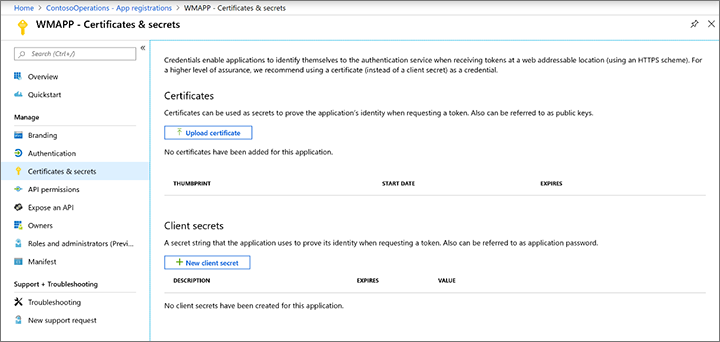 Home > ContosoOperations - App registrations > WMAPP - Certificates & secrets
WMAPP - Certificates & secrets
Search (Ctrl+/)
Overview
Quickstart
Manage
Branding
Authentication
Certificates & secrets
API permissions
Expose an API
Owners
Roles and administrators (Previ...
Manifest
Support + Troubleshooting
Troubleshooting
New support request
Credentials enable applications to identify themselves to the authentication service when receiving tokens at a web addressable location (using an HTTPS scheme). For
a higher level of assurance, we recommend using a certificate (instead of a client secret) as a credential.
Certificates
Certificates can be used as secrets to prove the application's identity when requesting a token. Also can be referred to as public keys.
Upload certificate
No certificates have been added for this application.
THUMBPRINT START DATE EXPIRES
Client secrets
A secret string that the application uses to prove its identity when requesting a token. Also can be referred to as application password.
New client secret
DESCRIPTION EXPIRES VALUE
No client secrets have been created for this application.